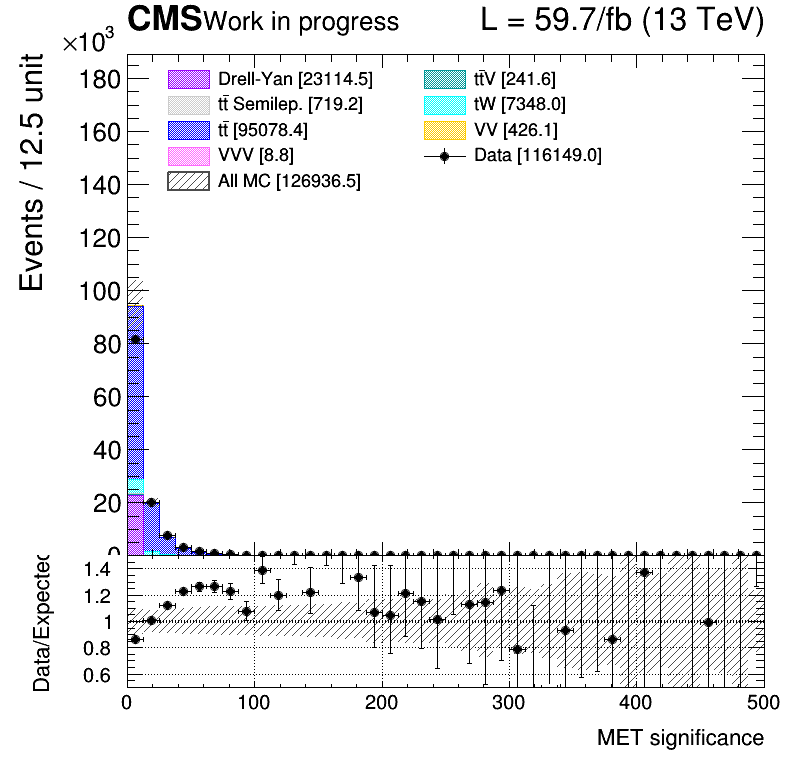 CMS Work in progress L = 59.7/fb (13 TeV)
×10³
Drell-Yan [23114.5] tt̄V [241.6]
tt̄ Semilep. [719.2] tW [7348.0]
tt̄ [95078.4] VV [426.1]
VVV [8.8] Data [116149.0]
All MC [126936.5]
Events / 12.5 unit
180
160
140
120
100
80
60
40
20
0
Data/Expected
1.4
1.2
1
0.8
0.6
0 100 200 300 400 500
MET significance